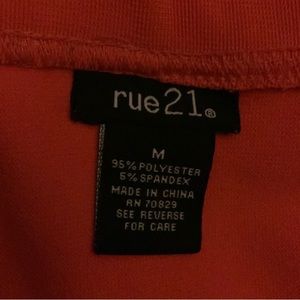 rue21®
M
95% POLYESTER
5% SPANDEX
MADE IN CHINA
RN 70829
SEE REVERSE
FOR CARE